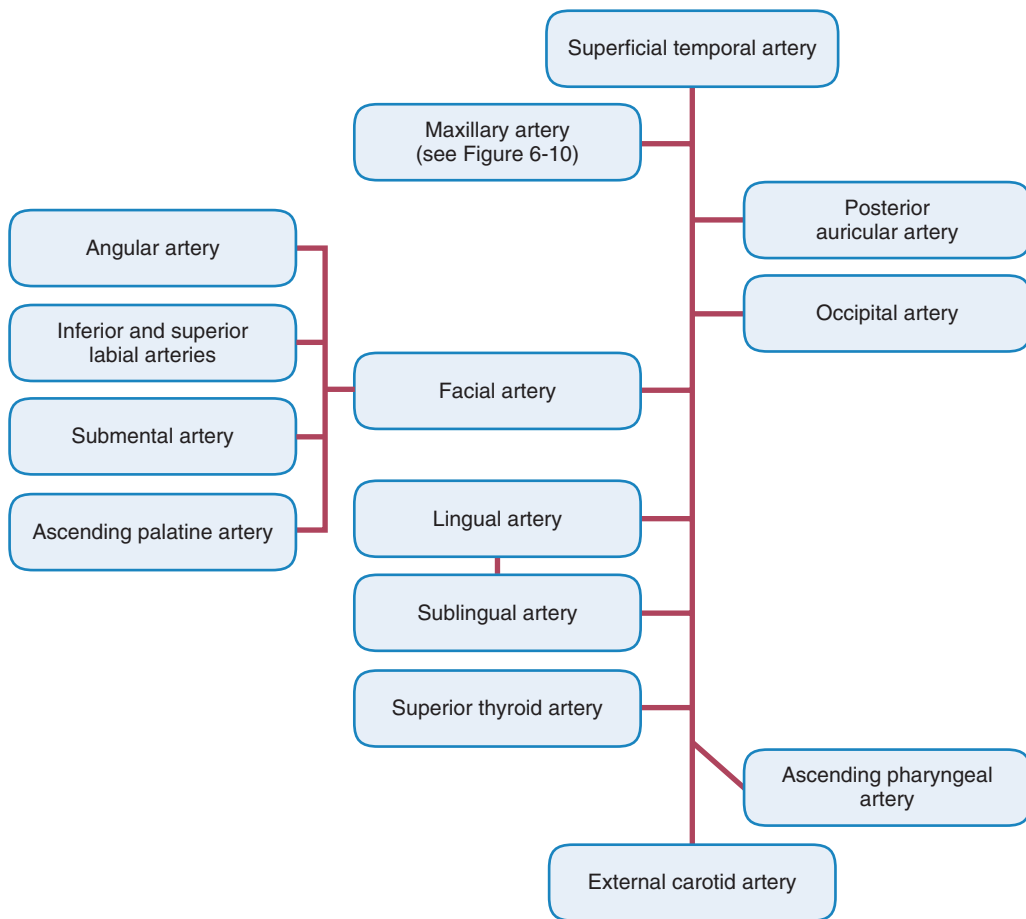 Superficial temporal artery
Maxillary artery
(see Figure 6-10)
Posterior
auricular artery
Angular artery
Occipital artery
Inferior and superior
labial arteries
Facial artery
Submental artery
Lingual artery
Ascending palatine artery
Sublingual artery
Superior thyroid artery
Ascending pharyngeal
artery
External carotid artery